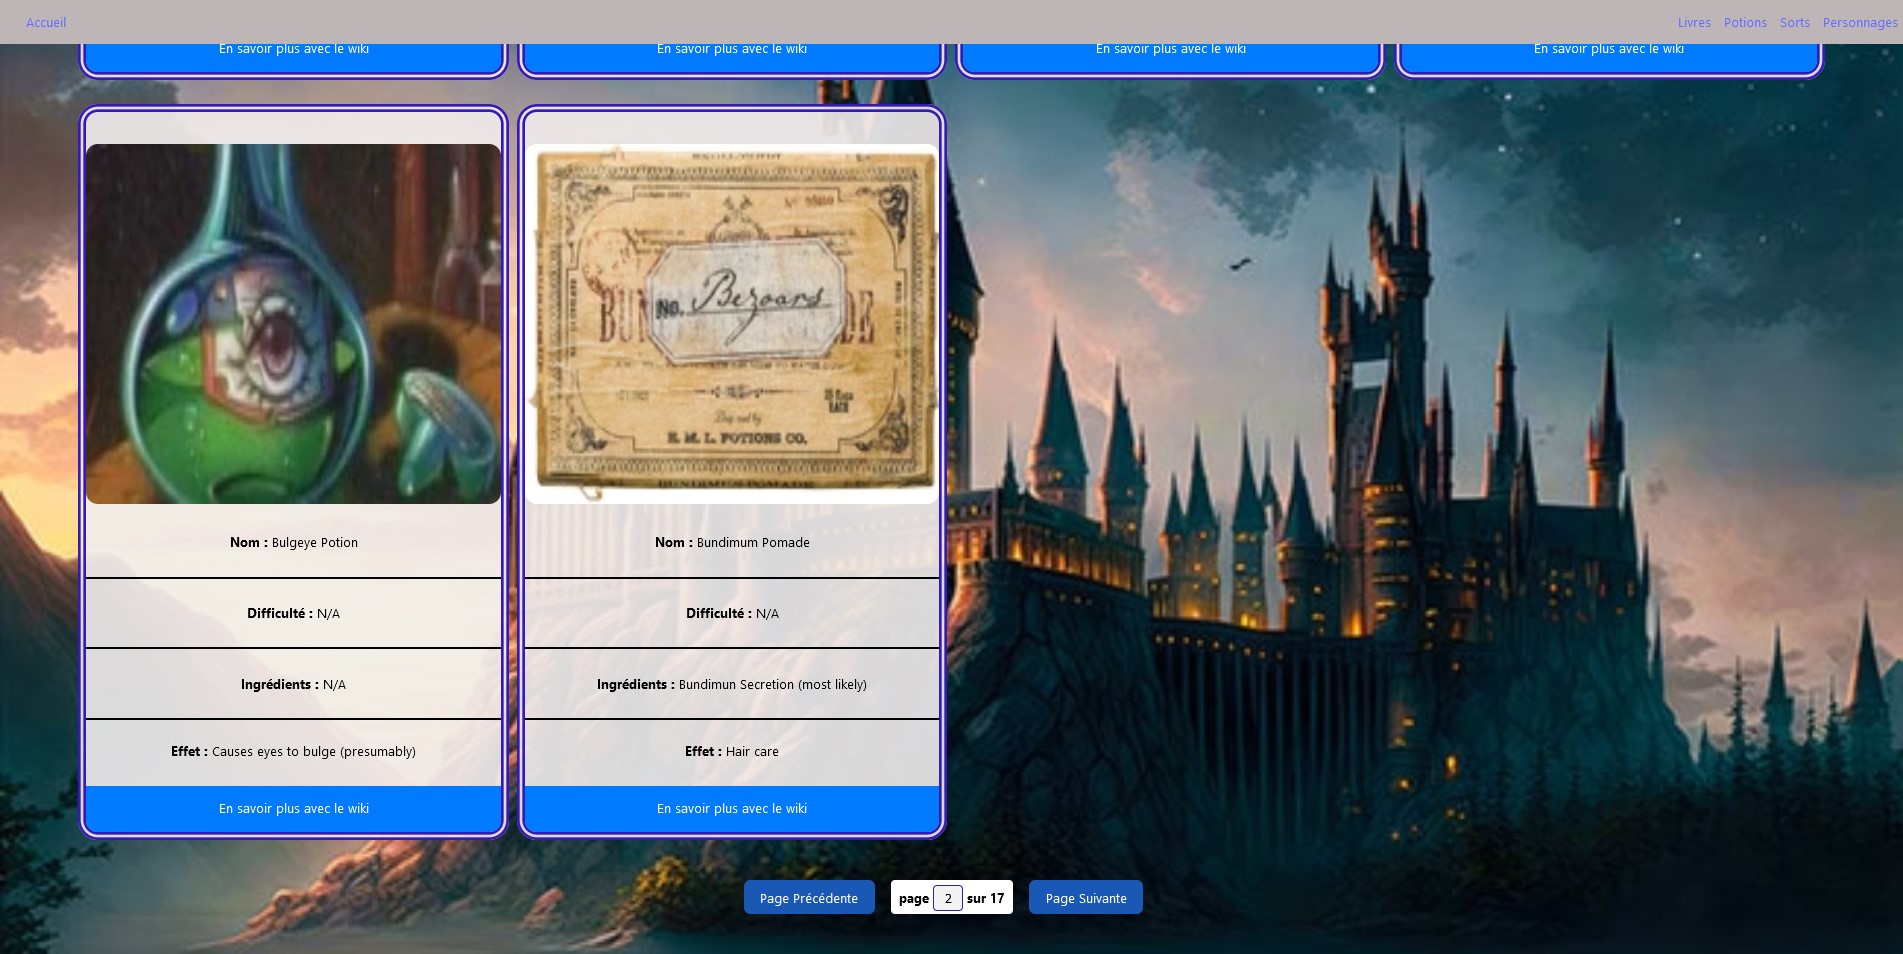 Accueil
Livres Potions Sorts Personnages
En savoir plus avec le wiki
En savoir plus avec le wiki
En savoir plus avec le wiki
En savoir plus avec le wiki
No. Bezoars
H. M. L. POTIONS CO.
Nom : Bulgeye Potion
Difficulté : N/A
Ingrédients : N/A
Effet : Causes eyes to bulge (presumably)
En savoir plus avec le wiki
Nom : Bundimum Pomade
Difficulté : N/A
Ingrédients : Bundimun Secretion (most likely)
Effet : Hair care
En savoir plus avec le wiki
Page Précédente page 2 sur 17 Page Suivante